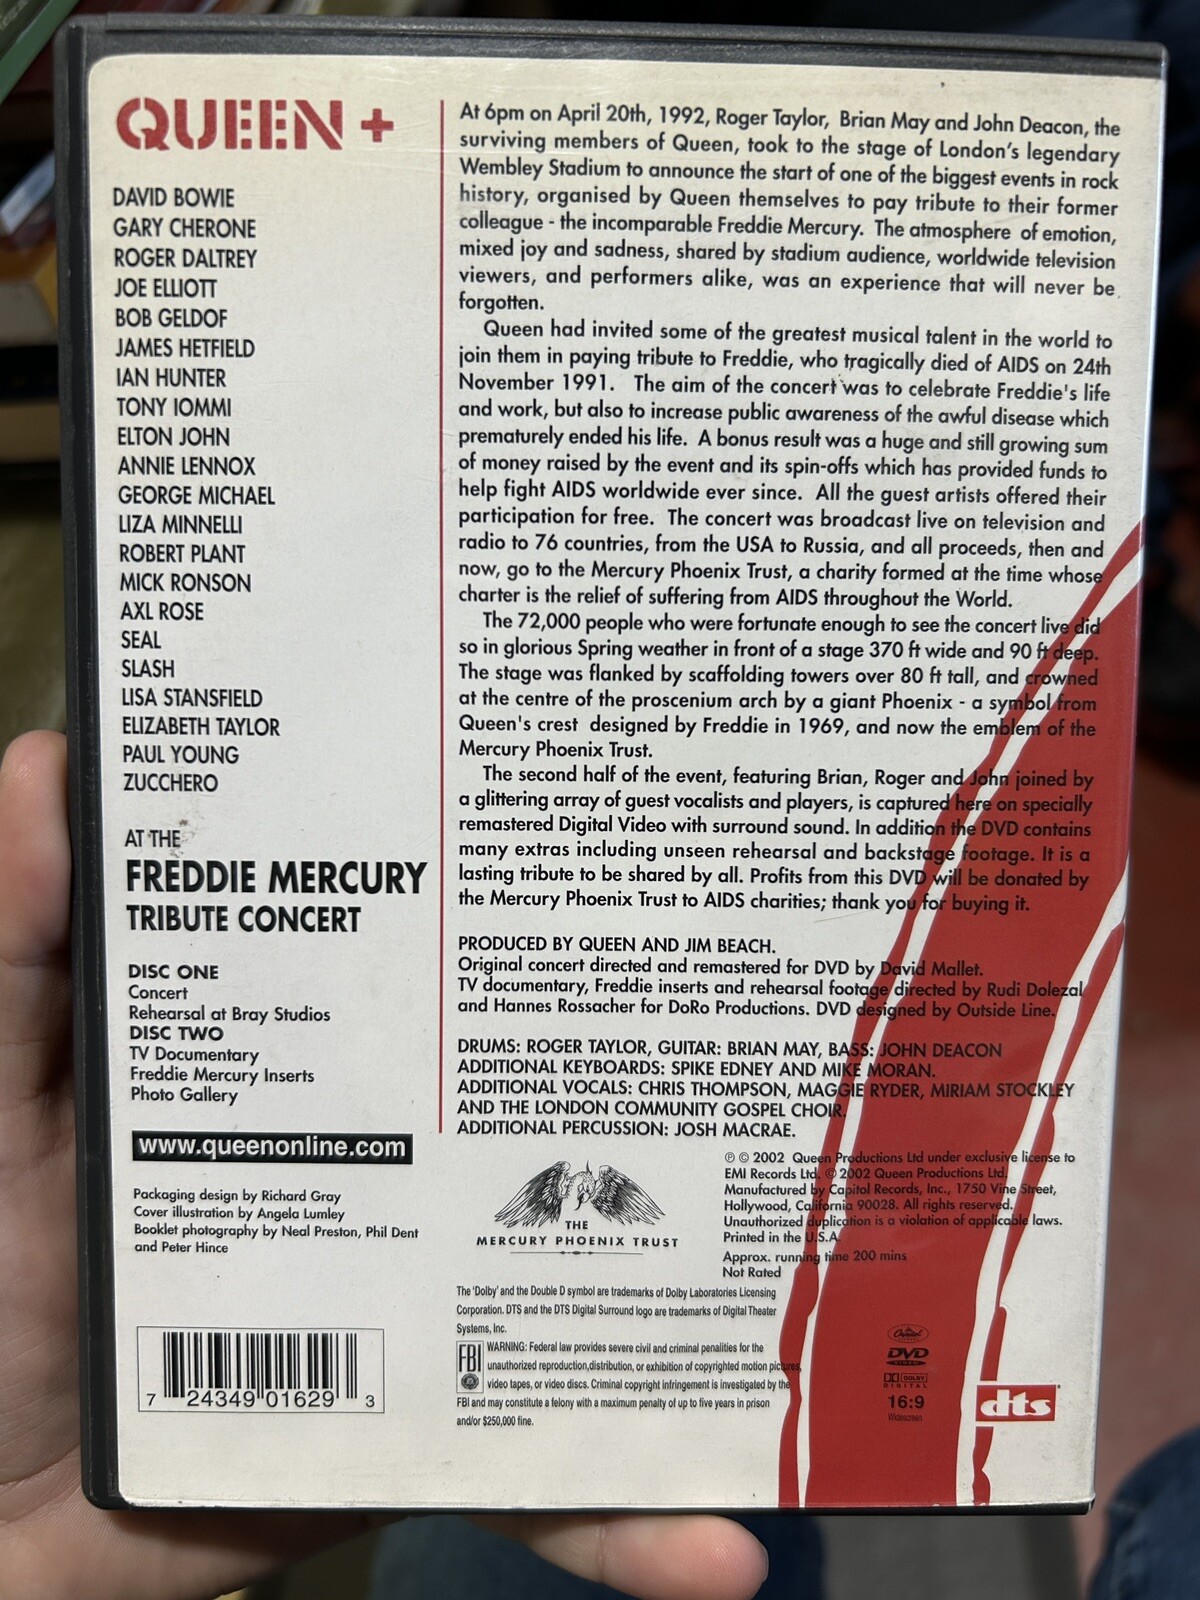 QUEEN +
DAVID BOWIE
GARY CHERONE
ROGER DALTREY
JOE ELLIOTT
BOB GELDOF
JAMES HETFIELD
IAN HUNTER
TONY IOMMI
ELTON JOHN
ANNIE LENNOX
GEORGE MICHAEL
LIZA MINNELLI
ROBERT PLANT
MICK RONSON
AXL ROSE
SEAL
SLASH
LISA STANSFIELD
ELIZABETH TAYLOR
PAUL YOUNG
ZUCCHERO
AT THE
FREDDIE MERCURY
TRIBUTE CONCERT
DISC ONE
Concert
Rehearsal at Bray Studios
DISC TWO
TV Documentary
Freddie Mercury Inserts
Photo Gallery
www.queenonline.com
Packaging design by Richard Gray
Cover illustration by Angela Lumley
Booklet photography by Neal Preston, Phil Dent
and Peter Hince
7 24349 01629 3
At 6pm on April 20th, 1992, Roger Taylor, Brian May and John Deacon, the
surviving members of Queen, took to the stage of London's legendary
Wembley Stadium to announce the start of one of the biggest events in rock
history, organised by Queen themselves to pay tribute to their former
colleague - the incomparable Freddie Mercury. The atmosphere of emotion,
mixed joy and sadness, shared by stadium audience, worldwide television
viewers, and performers alike, was an experience that will never be
forgotten.
Queen had invited some of the greatest musical talent in the world to
join them in paying tribute to Freddie, who tragically died of AIDS on 24th
November 1991. The aim of the concert was to celebrate Freddie's life
and work, but also to increase public awareness of the awful disease which
prematurely ended his life. A bonus result was a huge and still growing sum
of money raised by the event and its spin-offs which has provided funds to
help fight AIDS worldwide ever since. All the guest artists offered their
participation for free. The concert was broadcast live on television and
radio to 76 countries, from the USA to Russia, and all proceeds, then and
now, go to the Mercury Phoenix Trust, a charity formed at the time whose
charter is the relief of suffering from AIDS throughout the World.
The 72,000 people who were fortunate enough to see the concert live did
so in glorious Spring weather in front of a stage 370 ft wide and 90 ft deep.
The stage was flanked by scaffolding towers over 80 ft tall, and crowned
at the centre of the proscenium arch by a giant Phoenix - a symbol from
Queen's crest designed by Freddie in 1969, and now the emblem of the
Mercury Phoenix Trust.
The second half of the event, featuring Brian, Roger and John joined by
a glittering array of guest vocalists and players, is captured here on specially
remastered Digital Video with surround sound. In addition the DVD contains
many extras including unseen rehearsal and backstage footage. It is a
lasting tribute to be shared by all. Profits from this DVD will be donated by
the Mercury Phoenix Trust to AIDS charities; thank you for buying it.
PRODUCED BY QUEEN AND JIM BEACH.
Original concert directed and remastered for DVD by David Mallet.
TV documentary, Freddie inserts and rehearsal footage directed by Rudi Dolezal
and Hannes Rossacher for DoRo Productions. DVD designed by Outside Line.
DRUMS: ROGER TAYLOR, GUITAR: BRIAN MAY, BASS: JOHN DEACON
ADDITIONAL KEYBOARDS: SPIKE EDNEY AND MIKE MORAN.
ADDITIONAL VOCALS: CHRIS THOMPSON, MAGGIE RYDER, MIRIAM STOCKLEY
AND THE LONDON COMMUNITY GOSPEL CHOIR.
ADDITIONAL PERCUSSION: JOSH MACRAE.
THE
MERCURY PHOENIX TRUST
℗ © 2002 Queen Productions Ltd under exclusive license to
EMI Records Ltd. © 2002 Queen Productions Ltd.
Manufactured by Capitol Records, Inc., 1750 Vine Street,
Hollywood, California 90028. All rights reserved.
Unauthorized duplication is a violation of applicable laws.
Printed in the U.S.A.
Approx. running time 200 mins
Not Rated
The 'Dolby' and the Double D symbol are trademarks of Dolby Laboratories Licensing
Corporation. DTS and the DTS Digital Surround logo are trademarks of Digital Theater
Systems, Inc.
FBI
WARNING: Federal law provides severe civil and criminal penalties for the
unauthorized reproduction,distribution, or exhibition of copyrighted motion pictures,
video tapes, or video discs. Criminal copyright infringement is investigated by the
FBI and may constitute a felony with a maximum penalty of up to five years in prison
and/or $250,000 fine.
Capitol
DVD
VIDEO
DOLBY
DIGITAL
16:9
Widescreen
dts